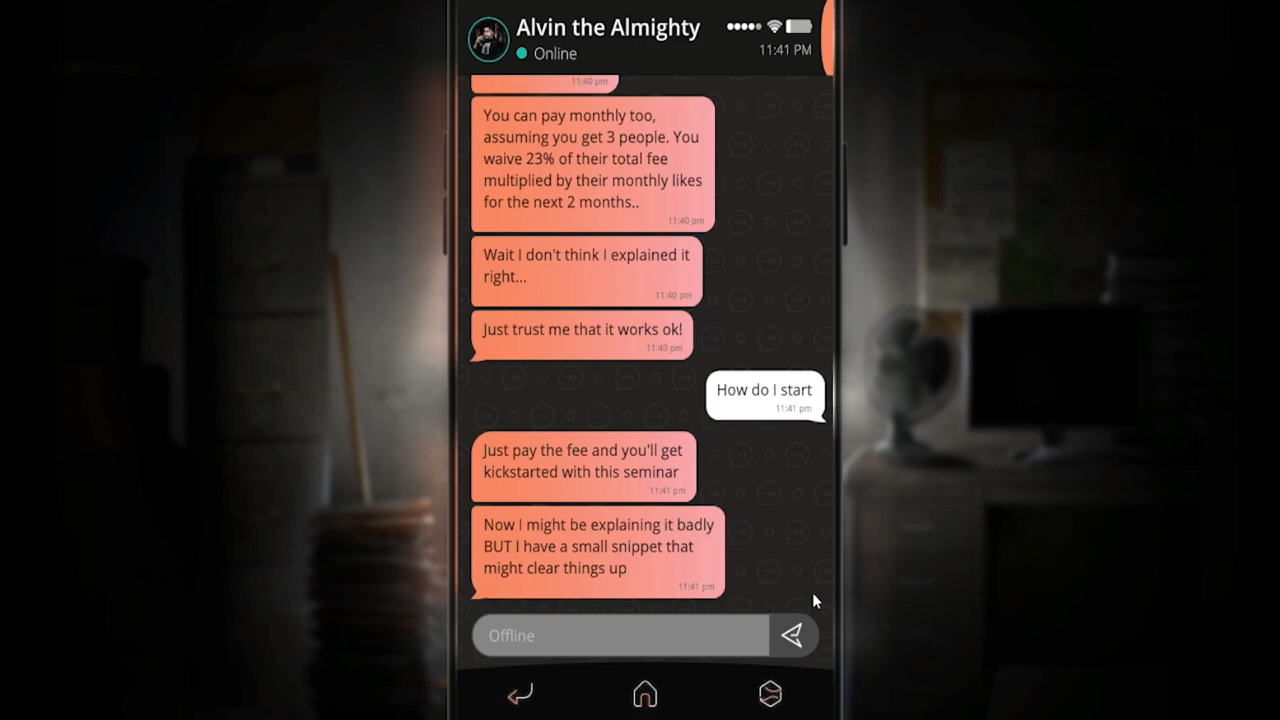 Alvin the Almighty
Online
11:41 PM
11:40 pm
You can pay monthly too,
assuming you get 3 people. You
waive 23% of their total fee
multiplied by their monthly likes
for the next 2 months..
11:40 pm
Wait I don't think I explained it
right...
11:40 pm
Just trust me that it works ok!
11:40 pm
How do I start
11:41 pm
Just pay the fee and you'll get
kickstarted with this seminar
11:41 pm
Now I might be explaining it badly
BUT I have a small snippet that
might clear things up
11:41 pm
Offline